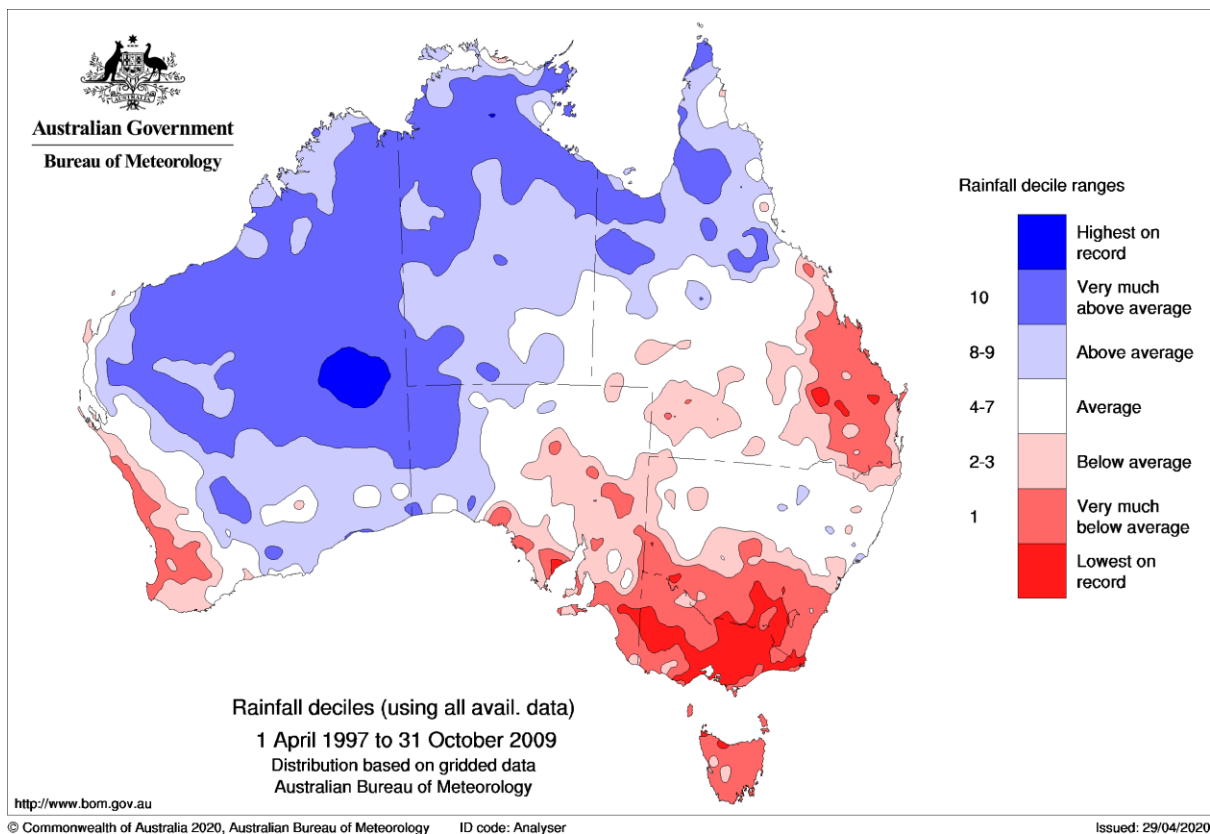 AUSTRALIA
Australian Government
Bureau of Meteorology
Rainfall decile ranges
Highest on
record
10
Very much
above average
8-9
Above average
4-7
Average
2-3
Below average
1
Very much
below average
Lowest on
record
Rainfall deciles (using all avail. data)
1 April 1997 to 31 October 2009
Distribution based on gridded data
Australian Bureau of Meteorology
http://www.bom.gov.au
© Commonwealth of Australia 2020, Australian Bureau of Meteorology
ID code: Analyser
Issued: 29/04/2020